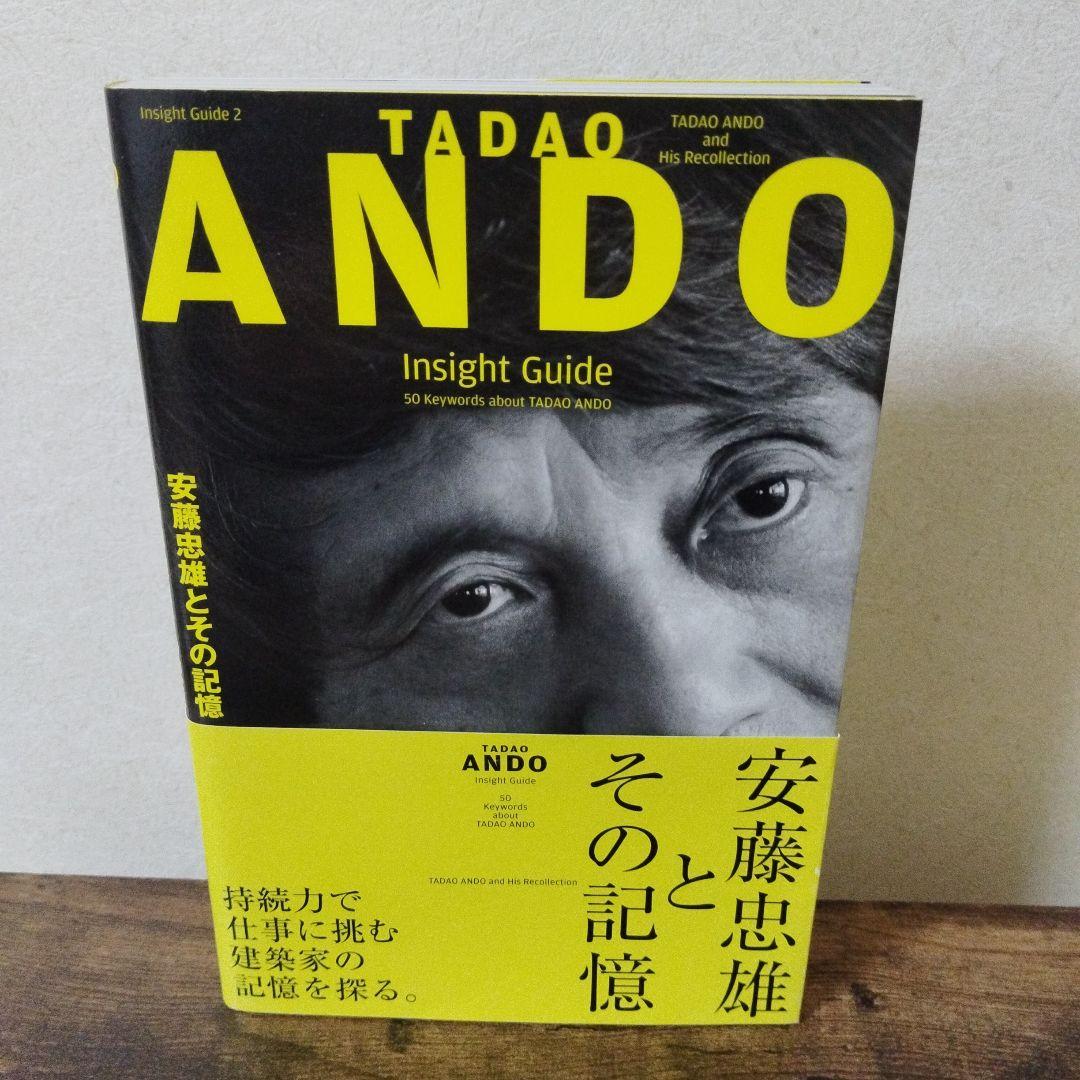 Insight Guide 2
TADAO
ANDO
TADAO ANDO
and
His Recollection
Insight Guide
50 Keywords about TADAO ANDO
安藤忠雄とその記憶
TADAO
ANDO
Insight Guide
50
Keywords
about
TADAO ANDO
TADAO ANDO and His Recollection
安藤忠雄
と
その記憶
持続力で
仕事に挑む
建築家の
記憶を探る。